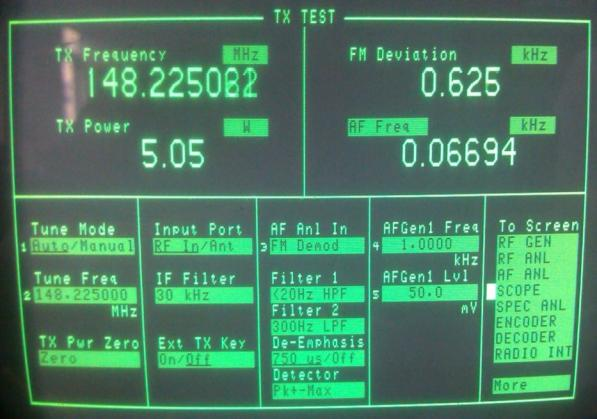 TX TEST
TX Frequency MHz
FM Deviation kHz
0.625
TX Power W
AF Freq kHz
5.05
0.06694
Tune Mode
1 Auto/Manual
Tune Freq
2 148.225000
MHz
TX Pwr Zero
Zero
Input Port
RF In/Ant
IF Filter
30 kHz
Ext TX Key
On/Off
AF Anl In
3 FM Demod
Filter 1
<20Hz HPF
Filter 2
300Hz LPF
De-Emphasis
750 us/Off
Detector
Pk+-Max
AFGen1 Freq
4 1.0000
kHz
AFGen1 Lvl
5 50.0
mV
To Screen
RF GEN
RF ANL
AF ANL
SCOPE
SPEC ANL
ENCODER
DECODER
RADIO INT
More